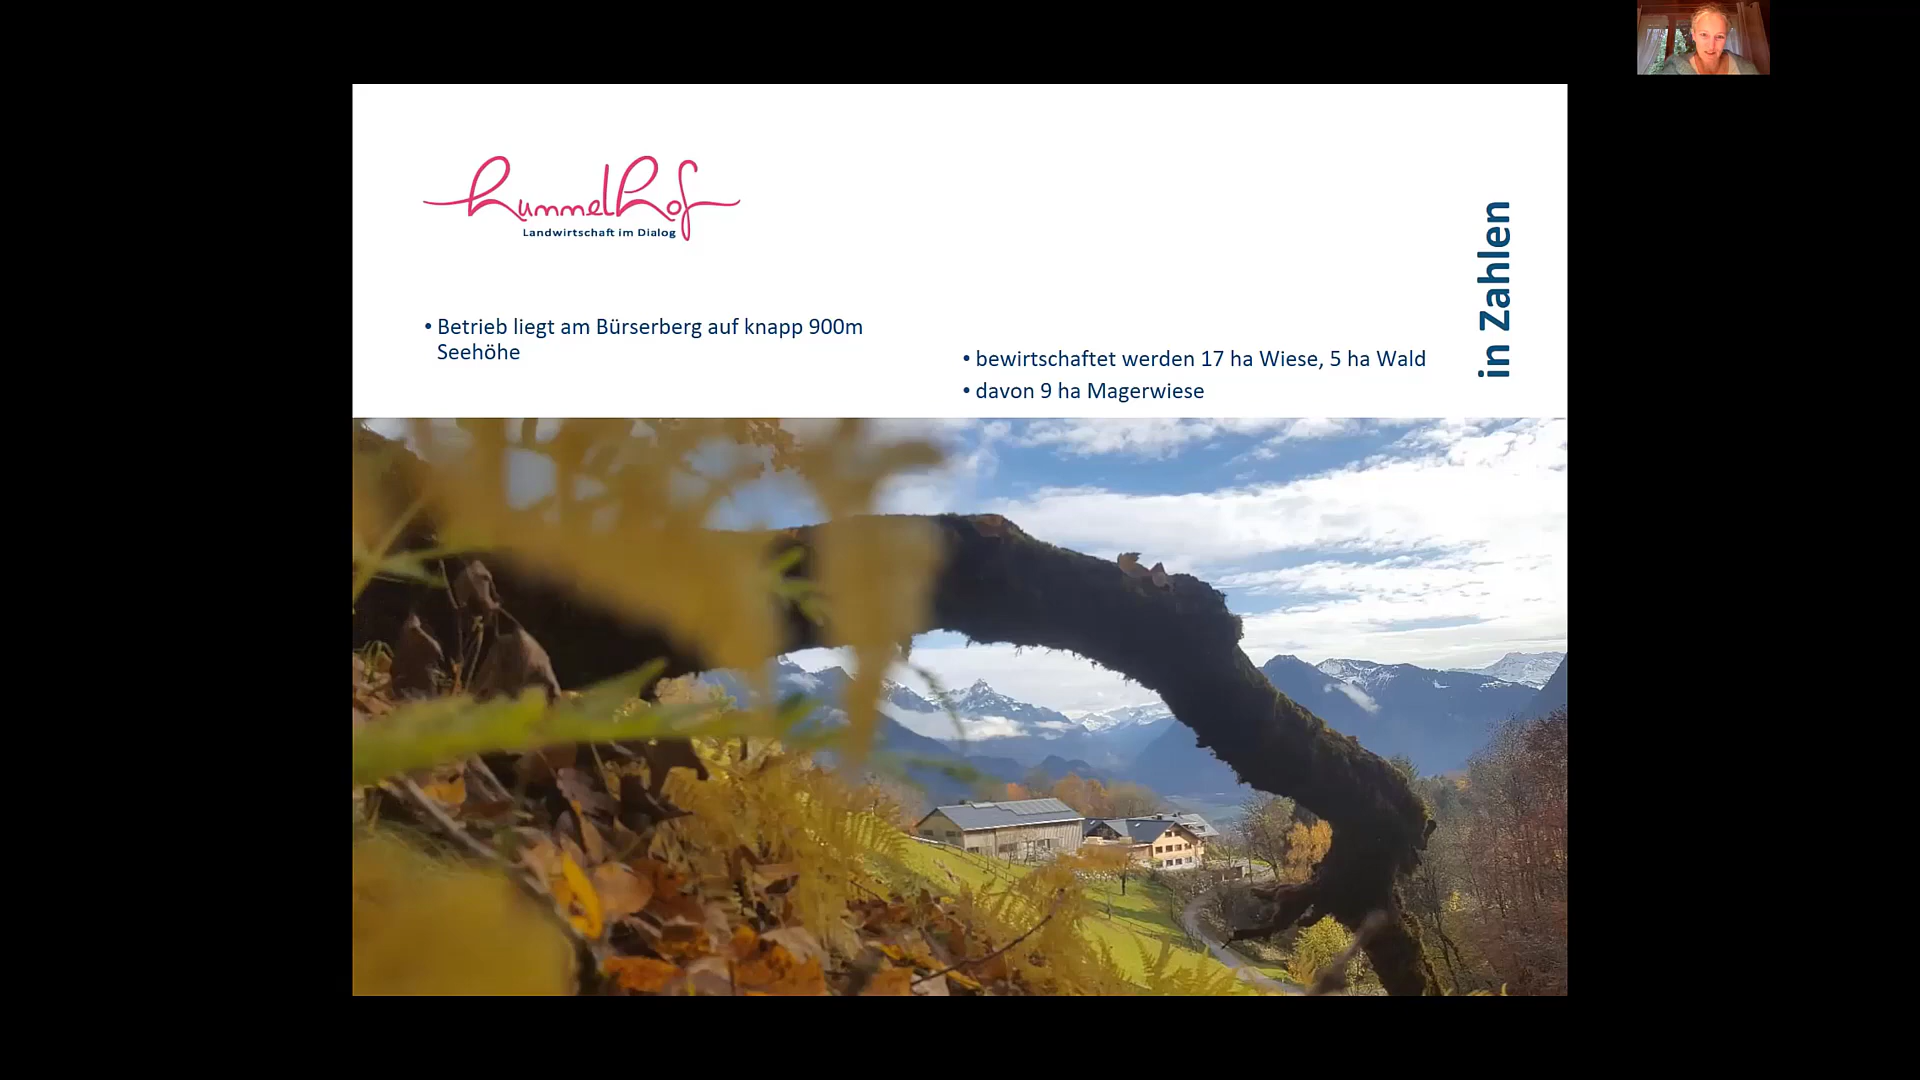 hummelhof
Landwirtschaft im Dialog
in Zahlen
• Betrieb liegt am Bürserberg auf knapp 900m
Seehöhe
• bewirtschaftet werden 17 ha Wiese, 5 ha Wald
• davon 9 ha Magerwiese